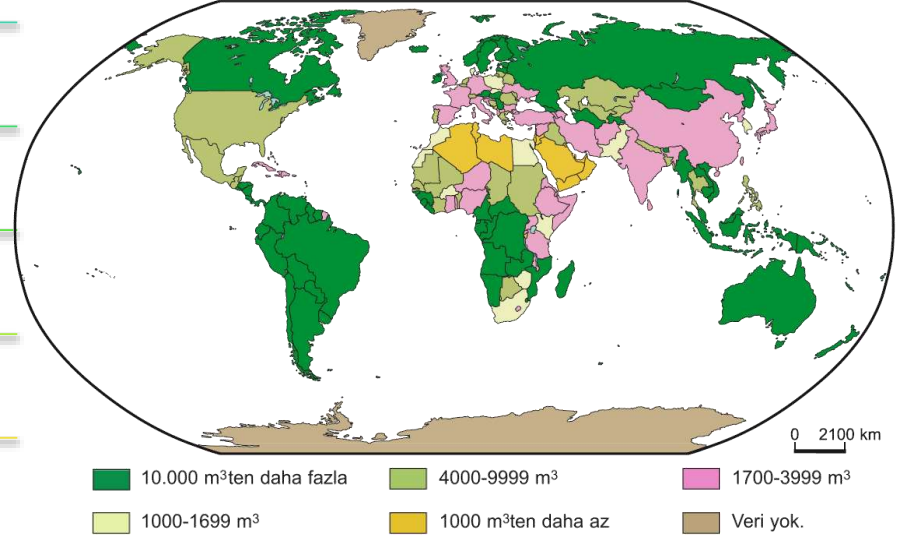 0 2100 km
10.000 m³ten daha fazla
4000-9999 m³
1700-3999 m³
1000-1699 m³
1000 m³ten daha az
Veri yok.